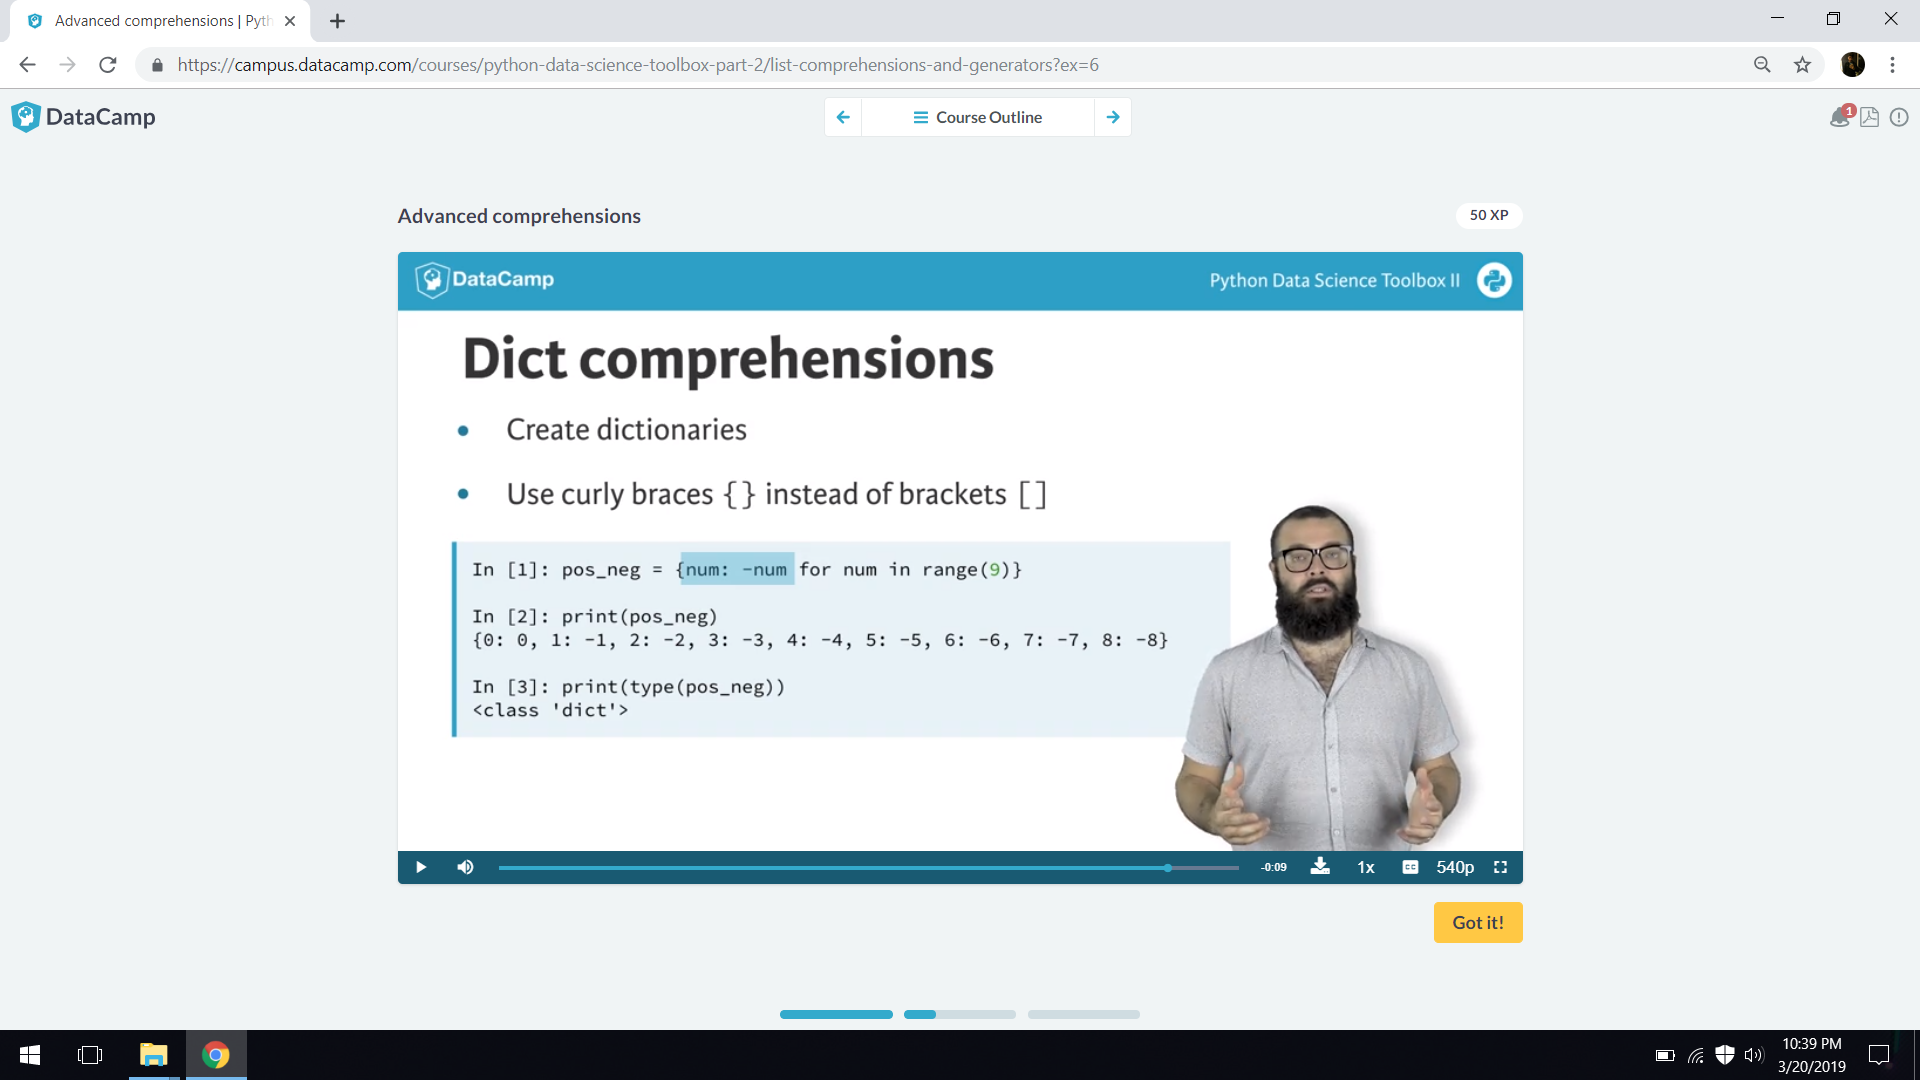 Advanced comprehensions | Pyth
https://campus.datacamp.com/courses/python-data-science-toolbox-part-2/list-comprehensions-and-generators?ex=6
DataCamp
Course Outline
1
Advanced comprehensions
50 XP
DataCamp
Python Data Science Toolbox II
Dict comprehensions
• Create dictionaries
• Use curly braces {} instead of brackets []
In [1]: pos_neg = {num: -num for num in range(9)}
In [2]: print(pos_neg)
{0: 0, 1: -1, 2: -2, 3: -3, 4: -4, 5: -5, 6: -6, 7: -7, 8: -8}
In [3]: print(type(pos_neg))
<class 'dict'>
-0:09
1x
CC
540p
Got it!
10:39 PM
3/20/2019